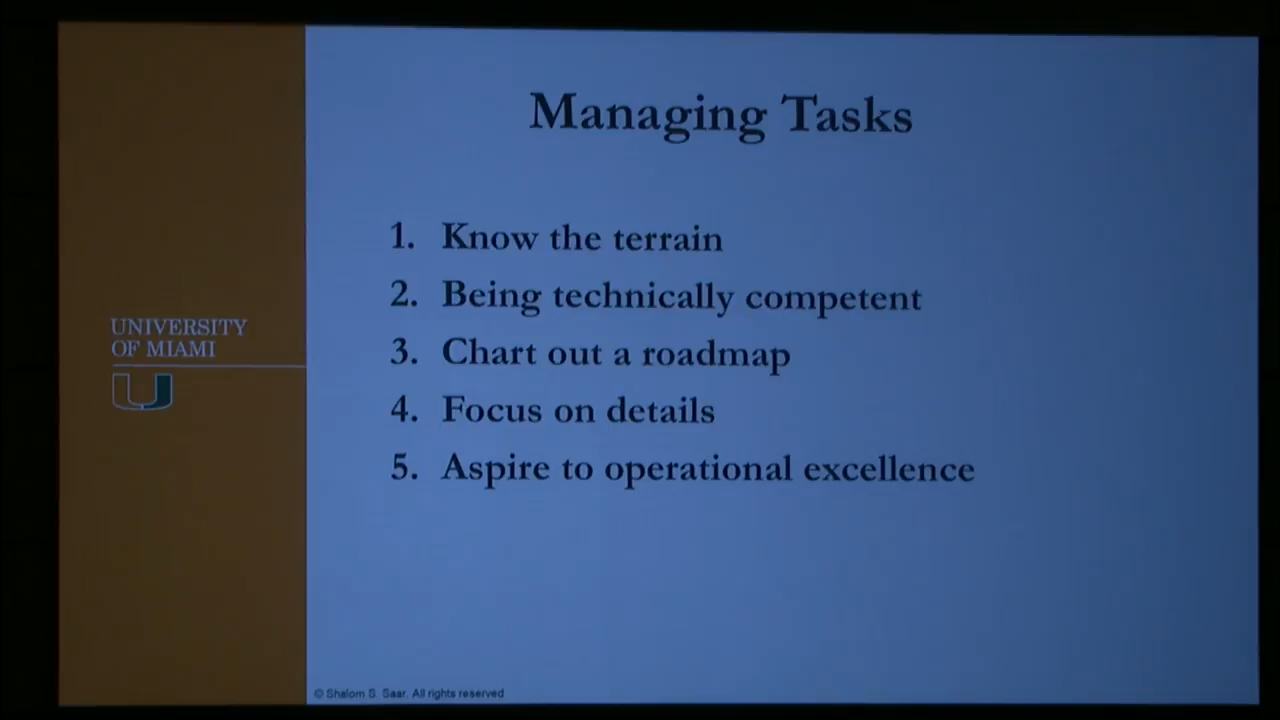 Managing Tasks
1. Know the terrain
2. Being technically competent
3. Chart out a roadmap
4. Focus on details
5. Aspire to operational excellence
UNIVERSITY
OF MIAMI
© Shalom S. Saar. All rights reserved